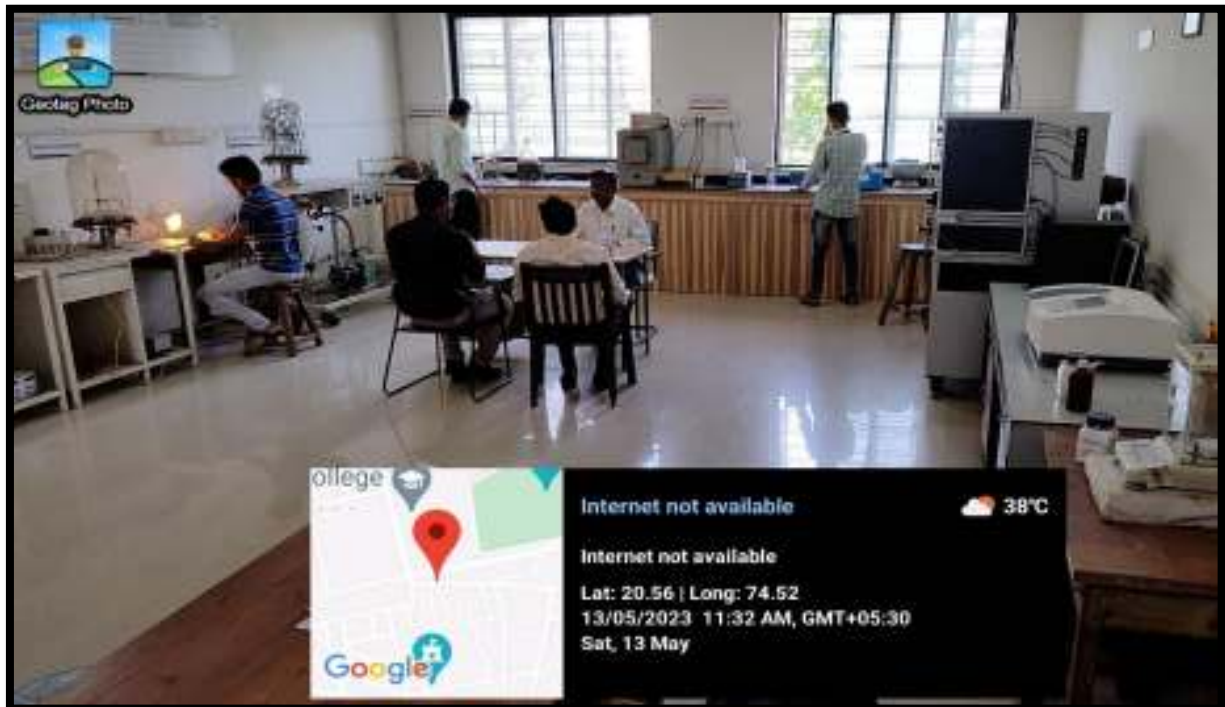 Geotag Photo
ollege
Google
Internet not available
38°C
Internet not available
Lat: 20.56 | Long: 74.52
13/05/2023 11:32 AM, GMT+05:30
Sat, 13 May